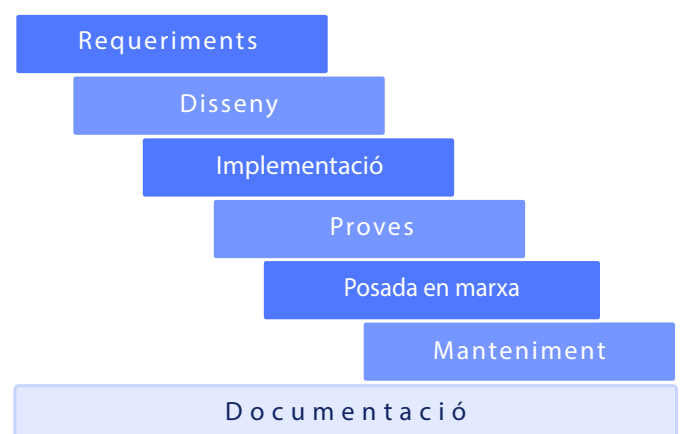 Requeriments
Disseny
Implementació
Proves
Posada en marxa
Manteniment
Documentació